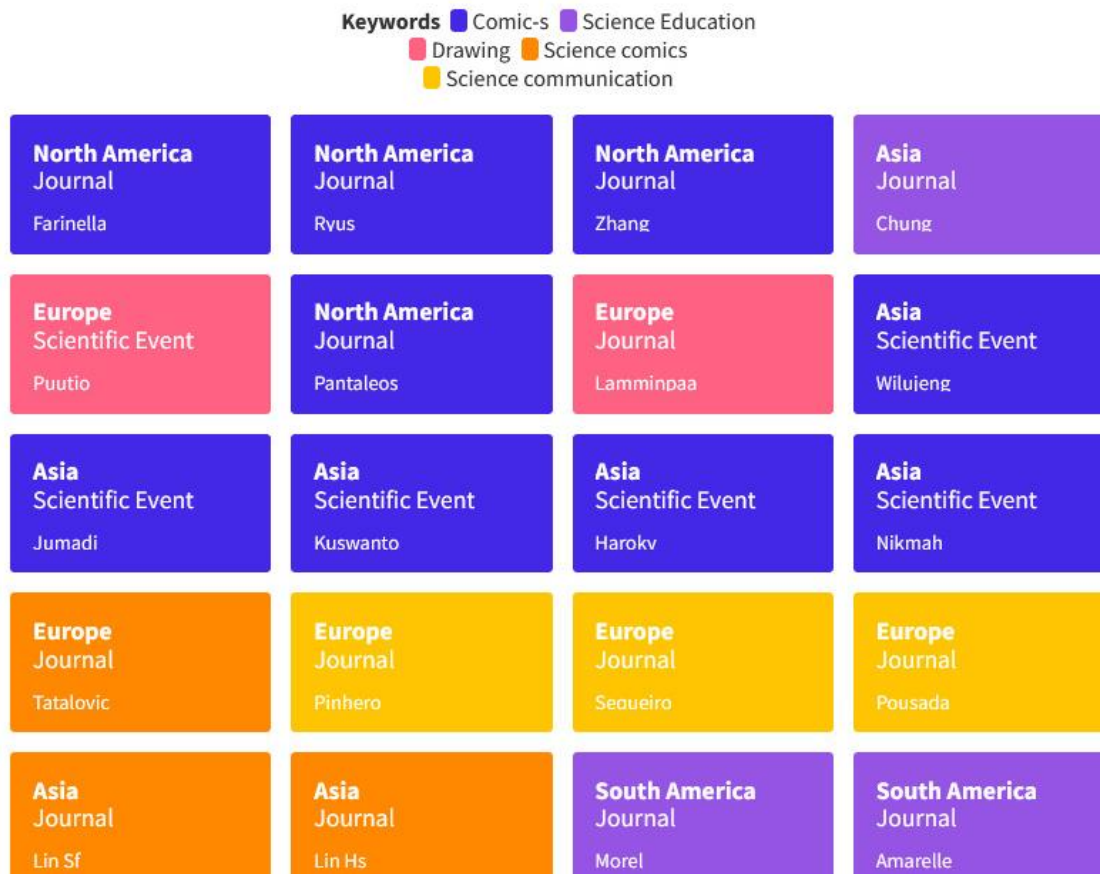 Keywords Comic-s Science Education
Drawing Science comics
Science communication
North America
Journal
Farinella
North America
Journal
Ryus
North America
Journal
Zhang
Asia
Journal
Chung
Europe
Scientific Event
Puutio
North America
Journal
Pantaleos
Europe
Journal
Lamminpaa
Asia
Scientific Event
Wilujeng
Asia
Scientific Event
Jumadi
Asia
Scientific Event
Kuswanto
Asia
Scientific Event
Haroky
Asia
Scientific Event
Nikmah
Europe
Journal
Tatalovic
Europe
Journal
Pinhero
Europe
Journal
Sequeiro
Europe
Journal
Pousada
Asia
Journal
Lin Sf
Asia
Journal
Lin Hs
South America
Journal
Morel
South America
Journal
Amarelle